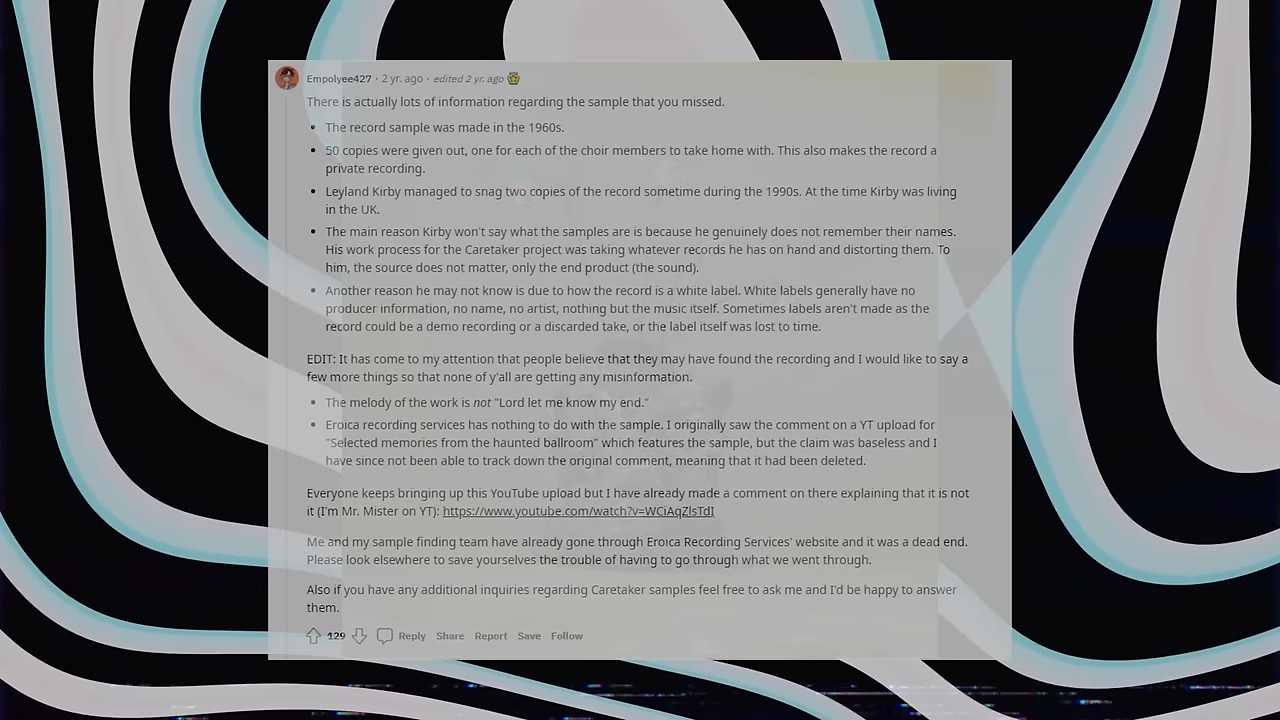 Empolyee427 · 2 yr. ago · edited 2 yr. ago
There is actually lots of information regarding the sample that you missed.
• The record sample was made in the 1960s.
• 50 copies were given out, one for each of the choir members to take home with. This also makes the record a
private recording.
• Leyland Kirby managed to snag two copies of the record sometime during the 1990s. At the time Kirby was living
in the UK.
• The main reason Kirby won't say what the samples are is because he genuinely does not remember their names.
His work process for the Caretaker project was taking whatever records he has on hand and distorting them. To
him, the source does not matter, only the end product (the sound).
• Another reason he may not know is due to how the record is a white label. White labels generally have no
producer information, no name, no artist, nothing but the music itself. Sometimes labels aren't made as the
record could be a demo recording or a discarded take, or the label itself was lost to time.
EDIT: It has come to my attention that people believe that they may have found the recording and I would like to say a
few more things so that none of y'all are getting any misinformation.
• The melody of the work is not "Lord let me know my end."
• Eroica recording services has nothing to do with the sample. I originally saw the comment on a YT upload for
"Selected memories from the haunted ballroom" which features the sample, but the claim was baseless and I
have since not been able to track down the original comment, meaning that it had been deleted.
Everyone keeps bringing up this YouTube upload but I have already made a comment on there explaining that it is not
it (I'm Mr. Mister on YT): https://www.youtube.com/watch?v=WCiAqZlsTdI
Me and my sample finding team have already gone through Eroica Recording Services' website and it was a dead end.
Please look elsewhere to save yourselves the trouble of having to go through what we went through.
Also if you have any additional inquiries regarding Caretaker samples feel free to ask me and I'd be happy to answer
them.
129 Reply Share Report Save Follow